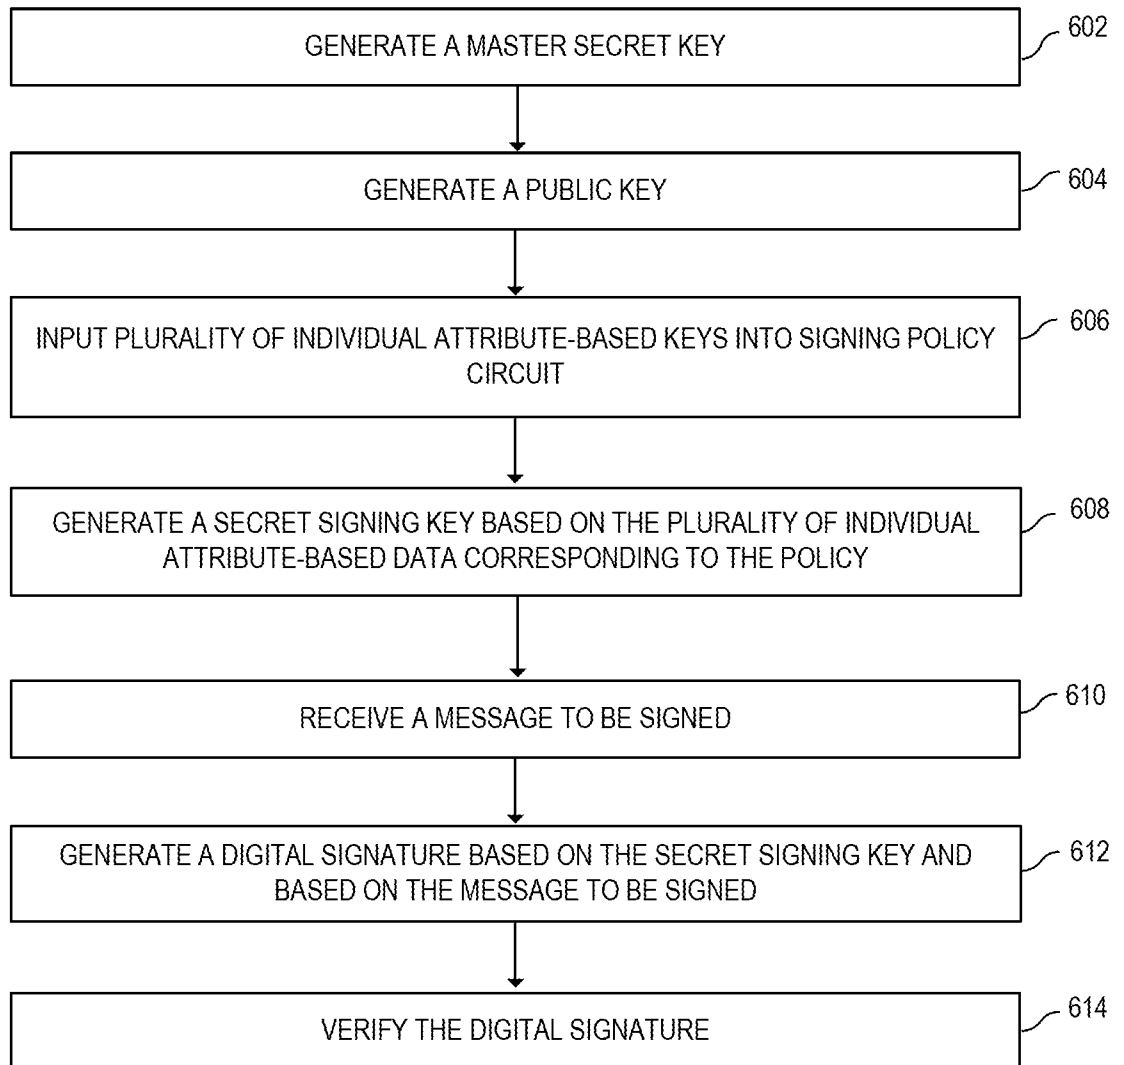 GENERATE A MASTER SECRET KEY
602
GENERATE A PUBLIC KEY
604
INPUT PLURALITY OF INDIVIDUAL ATTRIBUTE-BASED KEYS INTO SIGNING POLICY
CIRCUIT
606
GENERATE A SECRET SIGNING KEY BASED ON THE PLURALITY OF INDIVIDUAL
ATTRIBUTE-BASED DATA CORRESPONDING TO THE POLICY
608
RECEIVE A MESSAGE TO BE SIGNED
610
GENERATE A DIGITAL SIGNATURE BASED ON THE SECRET SIGNING KEY AND
BASED ON THE MESSAGE TO BE SIGNED
612
VERIFY THE DIGITAL SIGNATURE
614